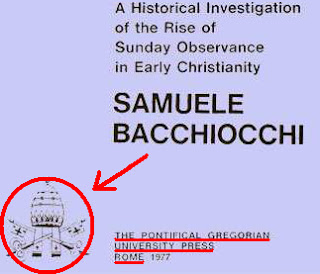 A Historical Investigation
of the Rise of
Sunday Observance
in Early Christianity
SAMUELE
BACCHIOCCHI
THE PONTIFICAL GREGORIAN
UNIVERSITY PRESS
ROME 1977